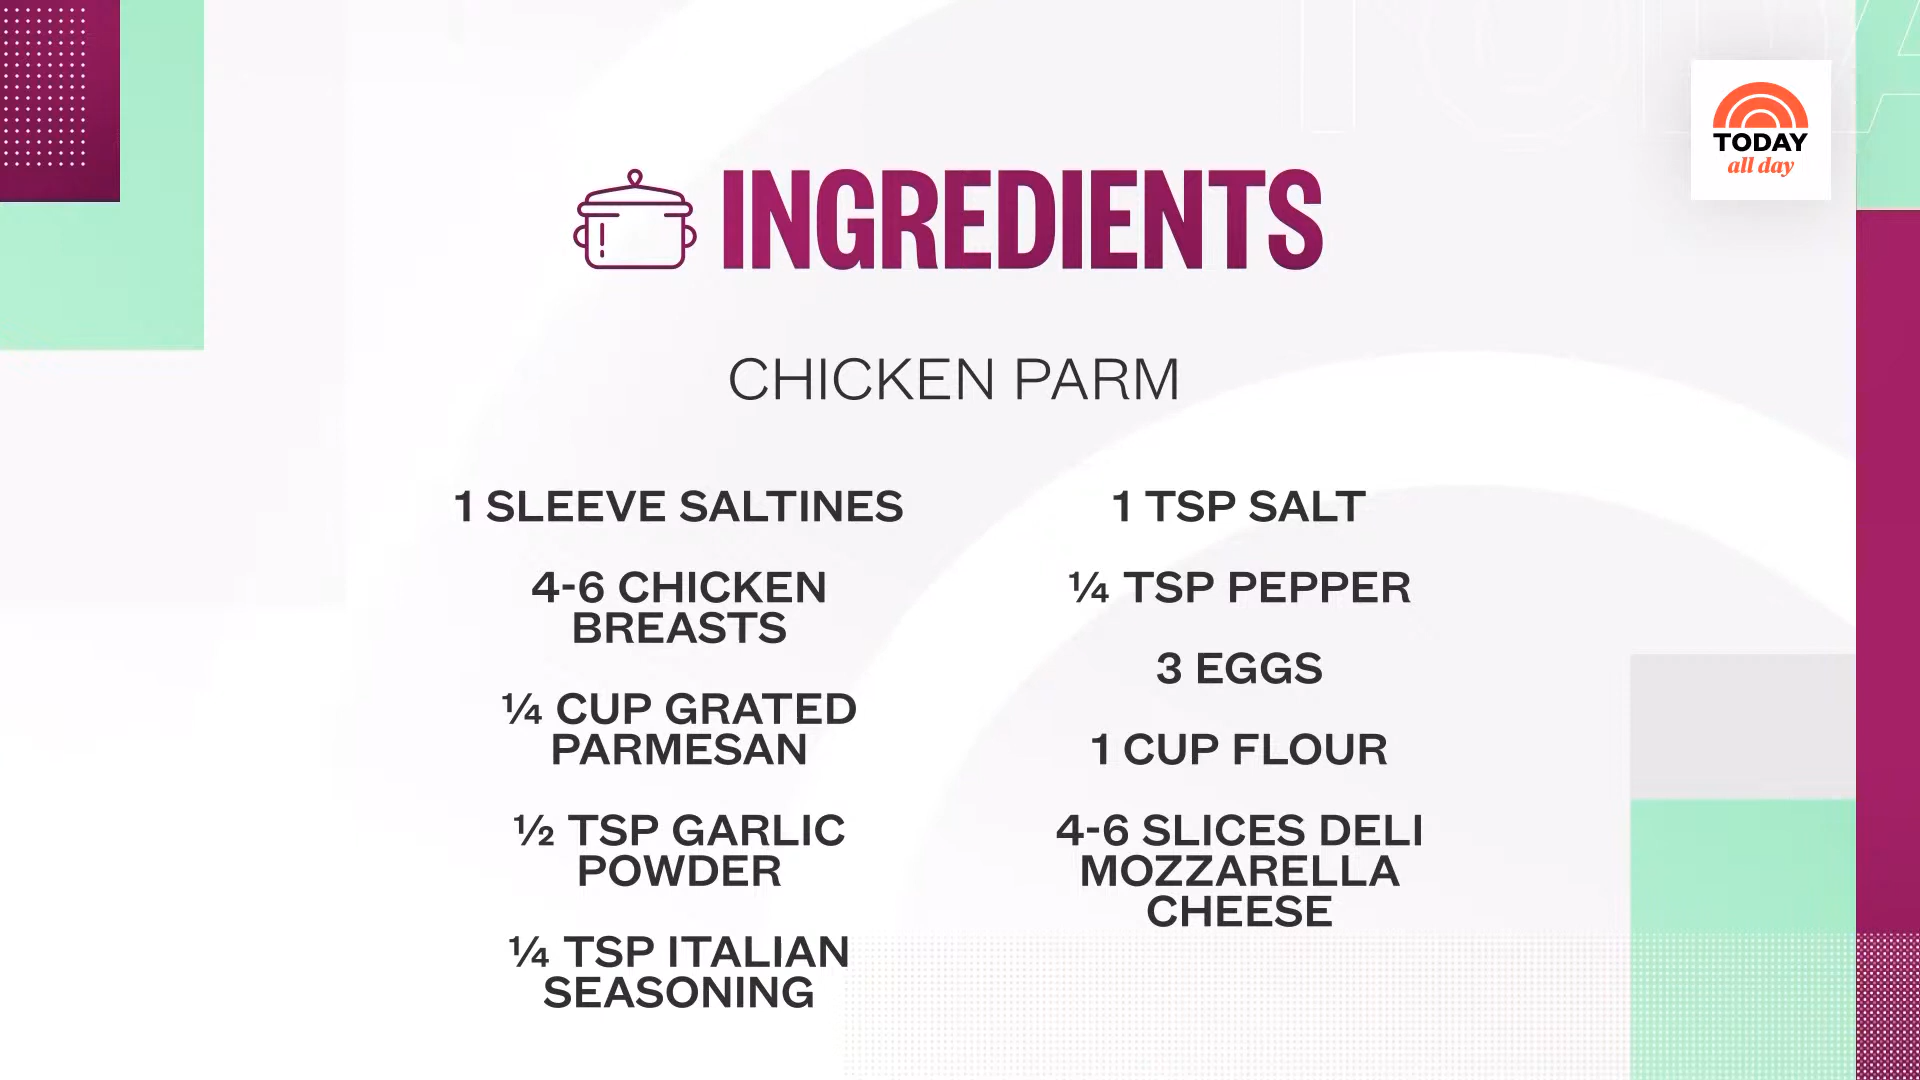 TODAY
all day
INGREDIENTS
CHICKEN PARM
1 SLEEVE SALTINES
4-6 CHICKEN
BREASTS
¼ CUP GRATED
PARMESAN
½ TSP GARLIC
POWDER
¼ TSP ITALIAN
SEASONING
1 TSP SALT
¼ TSP PEPPER
3 EGGS
1 CUP FLOUR
4-6 SLICES DELI
MOZZARELLA
CHEESE